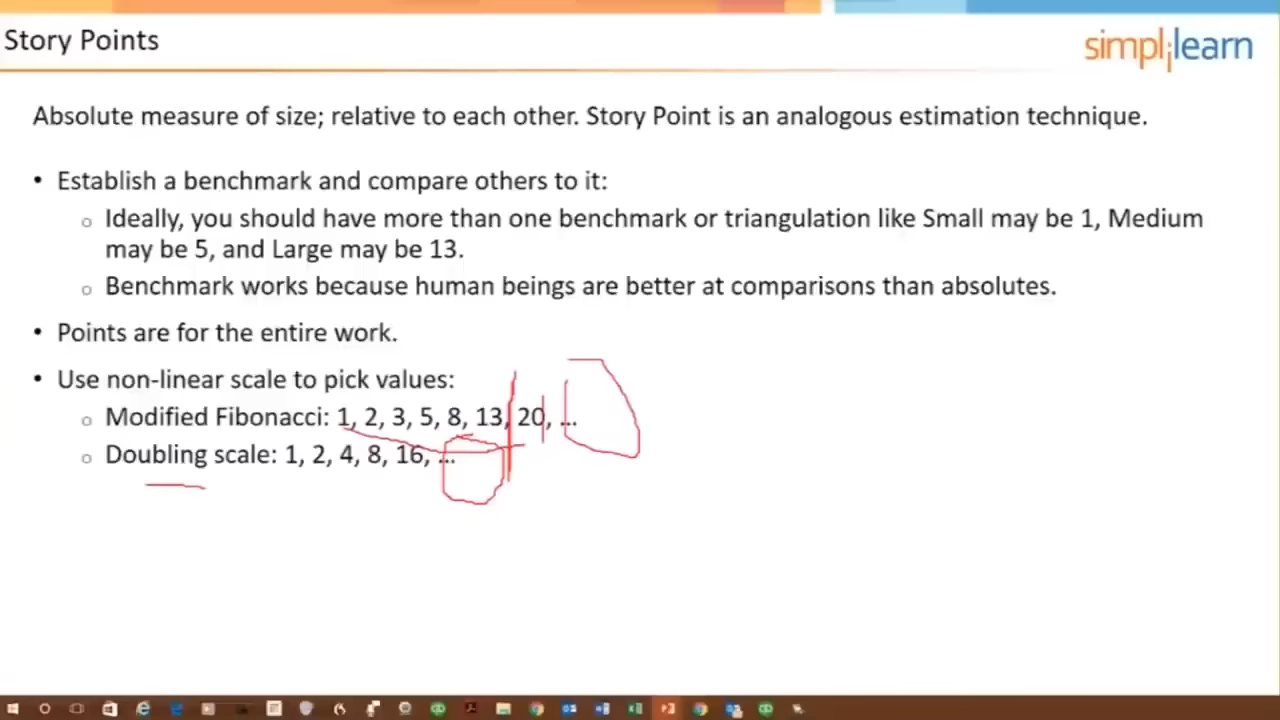 Story Points
simplilearn
Absolute measure of size; relative to each other. Story Point is an analogous estimation technique.
• Establish a benchmark and compare others to it:
o Ideally, you should have more than one benchmark or triangulation like Small may be 1, Medium
may be 5, and Large may be 13.
o Benchmark works because human beings are better at comparisons than absolutes.
• Points are for the entire work.
• Use non-linear scale to pick values:
o Modified Fibonacci: 1, 2, 3, 5, 8, 13, 20, ...
o Doubling scale: 1, 2, 4, 8, 16, ...